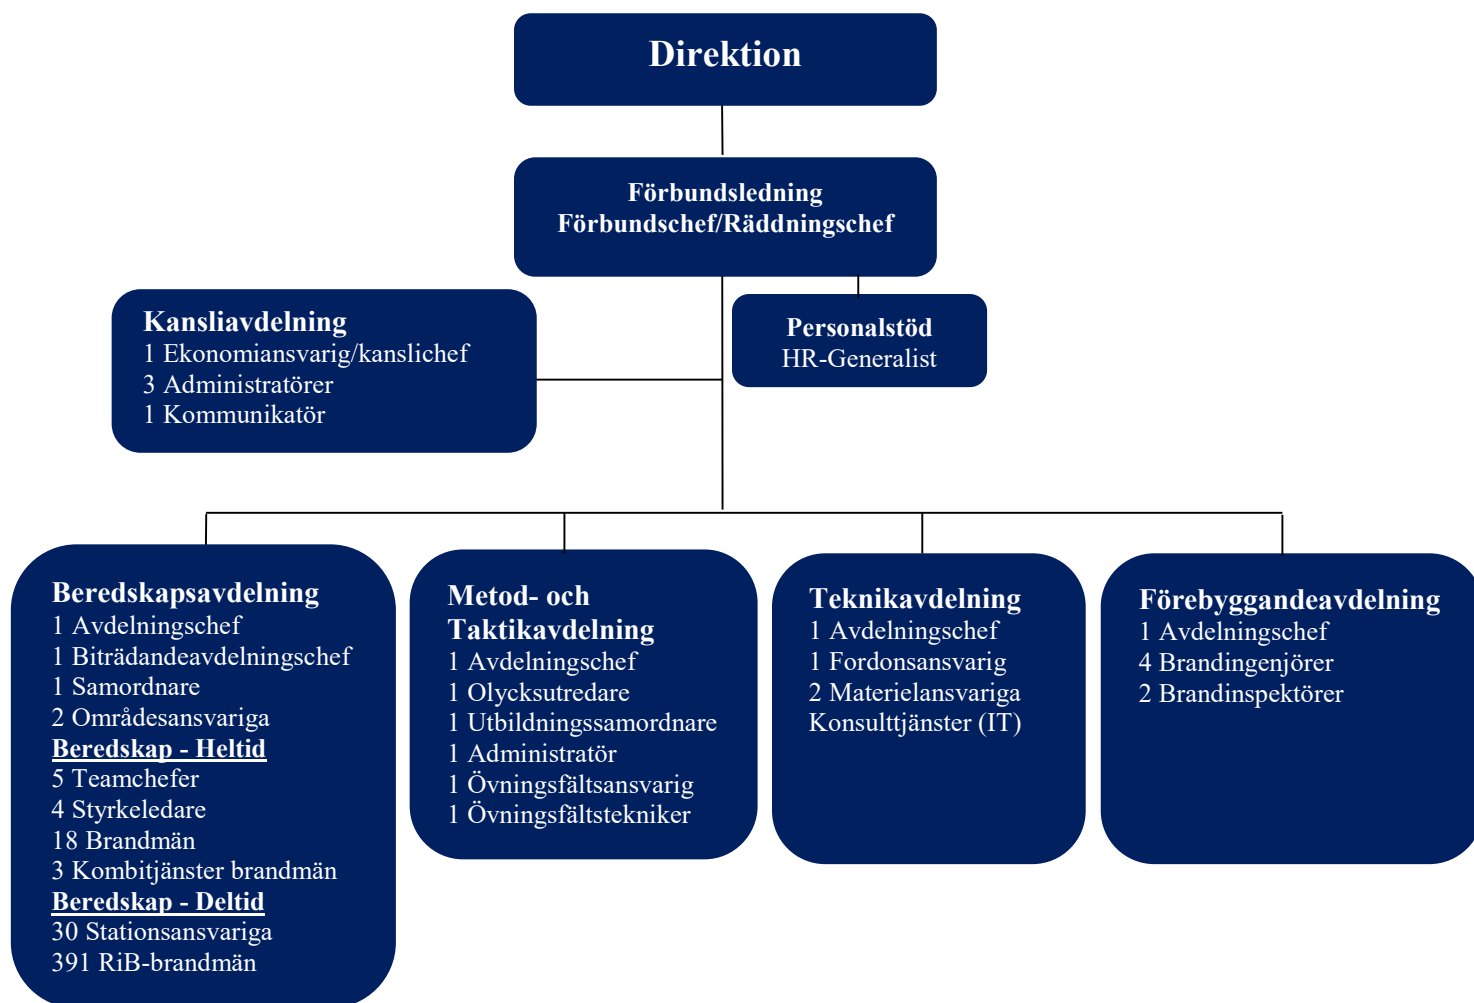 Direktion
Förbundsledning
Förbundschef/Räddningschef
Kansliavdelning
1 Ekonomiansvarig/kanslichef
3 Administratörer
1 Kommunikatör
Personalstöd
HR-Generalist
Beredskapsavdelning
1 Avdelningschef
1 Biträdandeavdelningschef
1 Samordnare
2 Områdesansvariga
Beredskap - Heltid
5 Teamchefer
4 Styrkeledare
18 Brandmän
3 Kombitjänster brandmän
Beredskap - Deltid
30 Stationsansvariga
391 RiB-brandmän
Metod- och
Taktikavdelning
1 Avdelningschef
1 Olycksutredare
1 Utbildningssamordnare
1 Administratör
1 Övningsfältsansvarig
1 Övningsfältstekniker
Teknikavdelning
1 Avdelningschef
1 Fordonsansvarig
2 Materielansvariga
Konsulttjänster (IT)
Förebyggandeavdelning
1 Avdelningschef
4 Brandingenjörer
2 Brandinspektörer